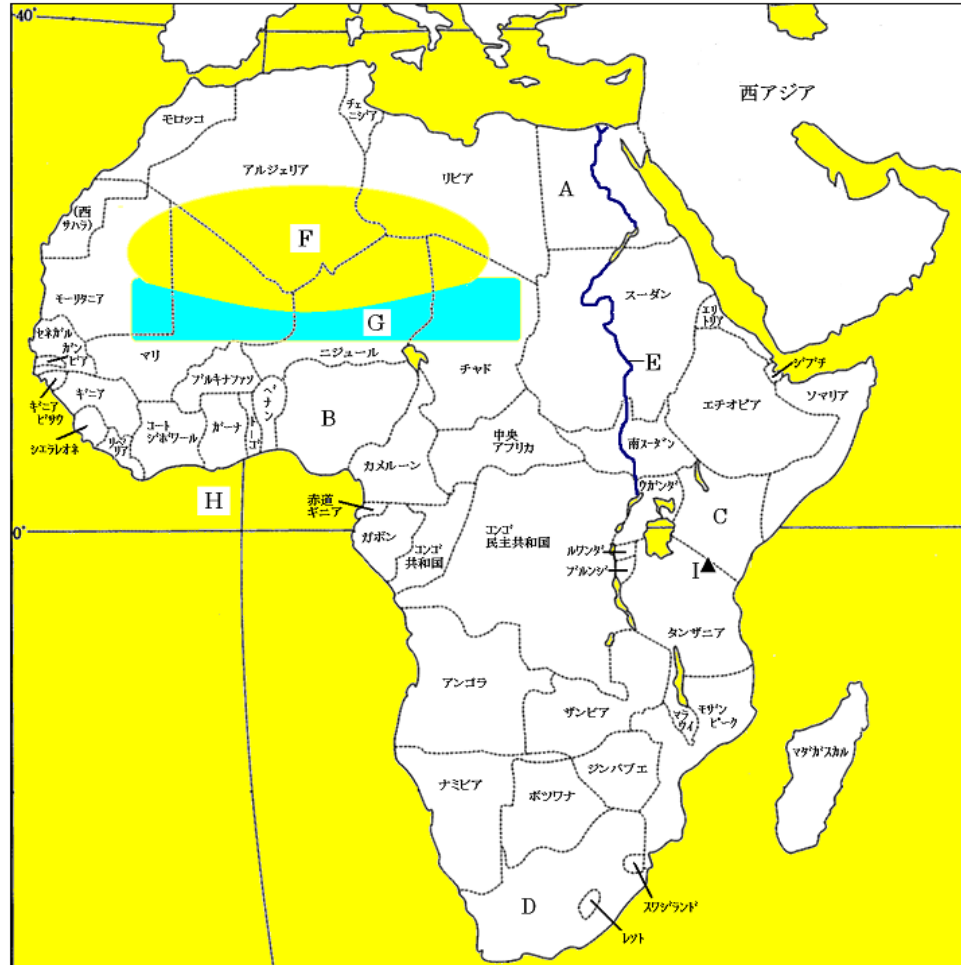 40°
西アジア
モロッコ
チュニジア
アルジェリア
リビア
A
(西
サハラ)
F
モーリタニア
スーダン
エリ
トリア
G
セネガル
ガン
ビア
マリ
ニジュール
チャド
E
ジブチ
ブルキナファソ
ベナン
ソマリア
ギニア
エチオピア
ギニア
ビサウ
B
コート
ジボワール
ガーナ
トーゴ
シエラレオネ
リベリア
中央
アフリカ
南スーダン
カメルーン
ウガンダ
H
赤道
ギニア
C
0°
ガボン
コンゴ
共和国
コンゴ
民主共和国
ルワンダ
ブルンジ
I
タンザニア
アンゴラ
ザンビア
マラウイ
モザン
ビーク
マダガスカル
ナミビア
ボツワナ
ジンバブエ
D
スワジランド
レソト